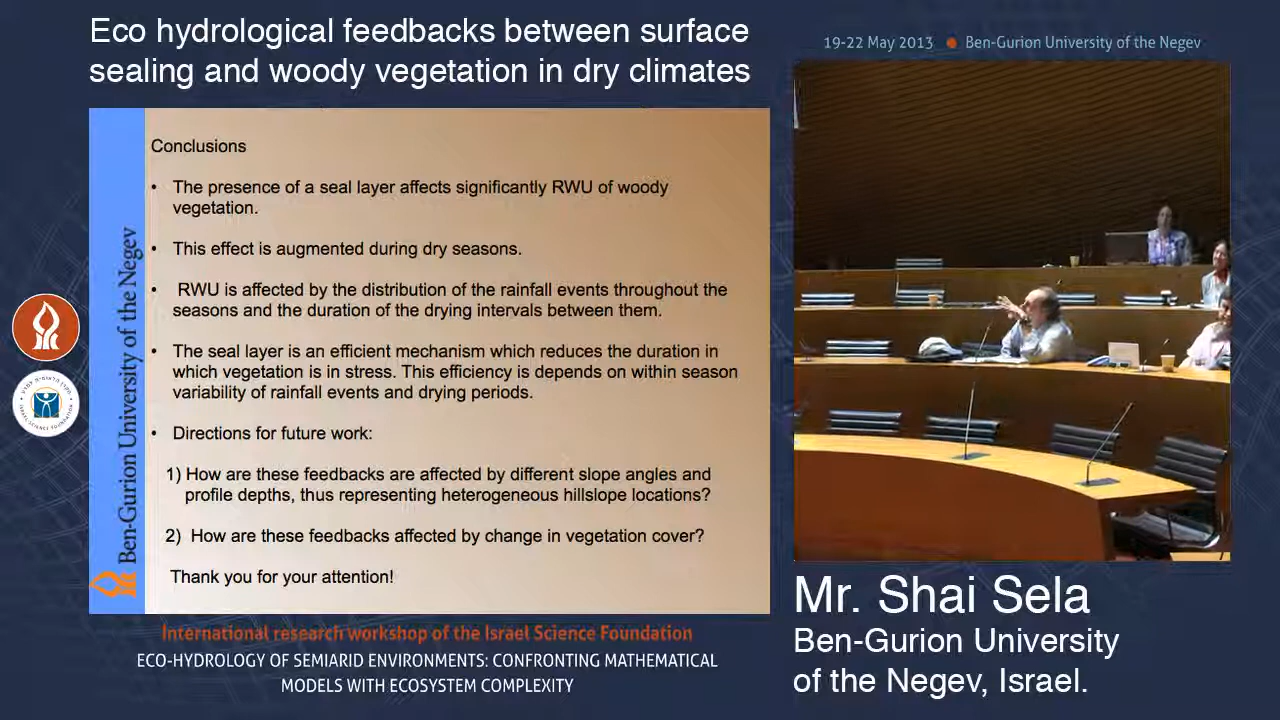 Eco hydrological feedbacks between surface
sealing and woody vegetation in dry climates
19-22 May 2013 ● Ben-Gurion University of the Negev
Ben-Gurion University of the Negev
Conclusions
• The presence of a seal layer affects significantly RWU of woody
vegetation.
• This effect is augmented during dry seasons.
• RWU is affected by the distribution of the rainfall events throughout the
seasons and the duration of the drying intervals between them.
• The seal layer is an efficient mechanism which reduces the duration in
which vegetation is in stress. This efficiency is depends on within season
variability of rainfall events and drying periods.
• Directions for future work:
1) How are these feedbacks are affected by different slope angles and
profile depths, thus representing heterogeneous hillslope locations?
2) How are these feedbacks affected by change in vegetation cover?
Thank you for your attention!
International research workshop of the Israel Science Foundation
ECO-HYDROLOGY OF SEMIARID ENVIRONMENTS: CONFRONTING MATHEMATICAL
MODELS WITH ECOSYSTEM COMPLEXITY
Mr. Shai Sela
Ben-Gurion University
of the Negev, Israel.